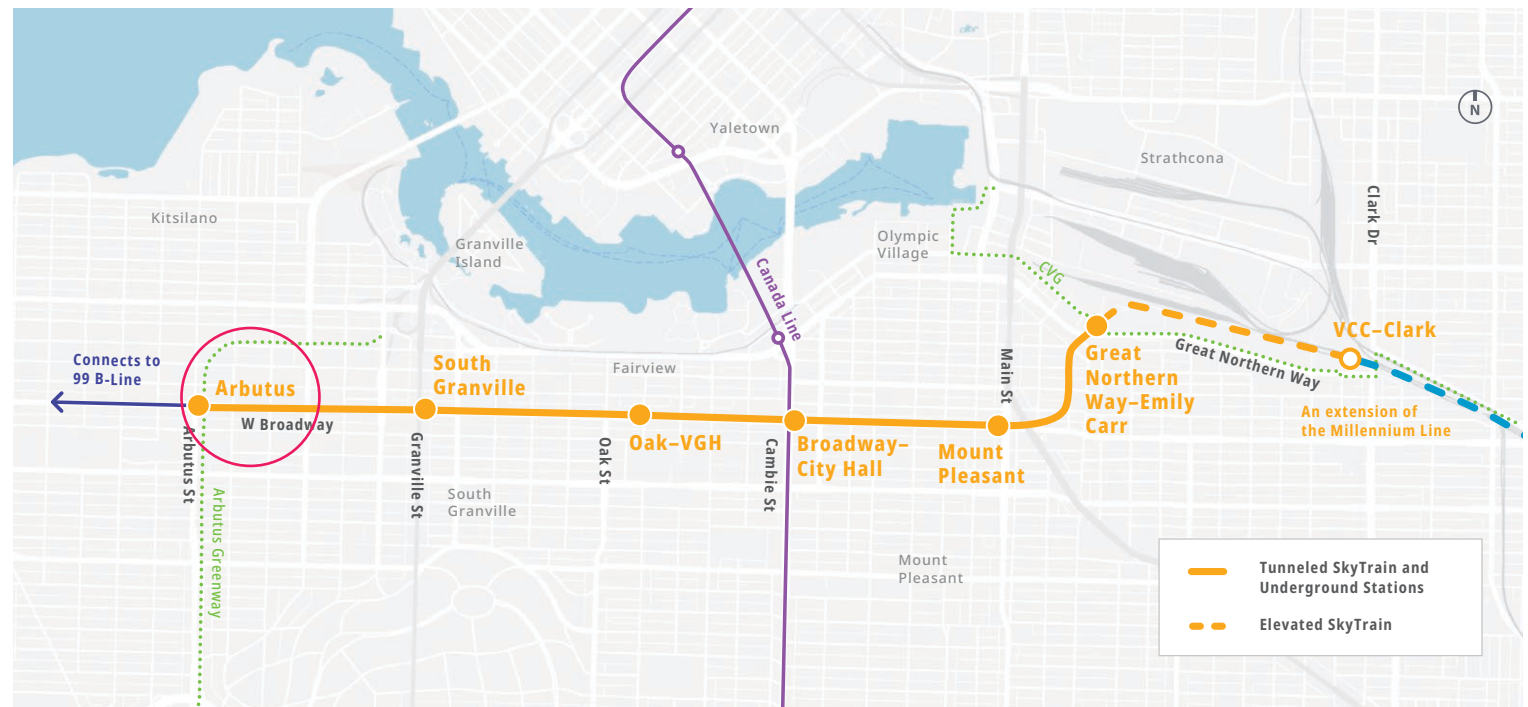 N
Yaletown
Strathcona
Clark Dr
Kitsilano
Granville
Island
Olympic
Village
CVG
Canada Line
Connects to
99 B-Line
Arbutus
W Broadway
South
Granville
Fairview
Main St
Great
Northern
Way–Emily
Carr
Great Northern Way
VCC–Clark
An extension of
the Millennium Line
Arbutus St
Arbutus Greenway
Granville St
South
Granville
Oak St
Oak–VGH
Cambie St
Broadway–
City Hall
Mount
Pleasant
Mount
Pleasant
Tunneled SkyTrain and
Underground Stations
Elevated SkyTrain